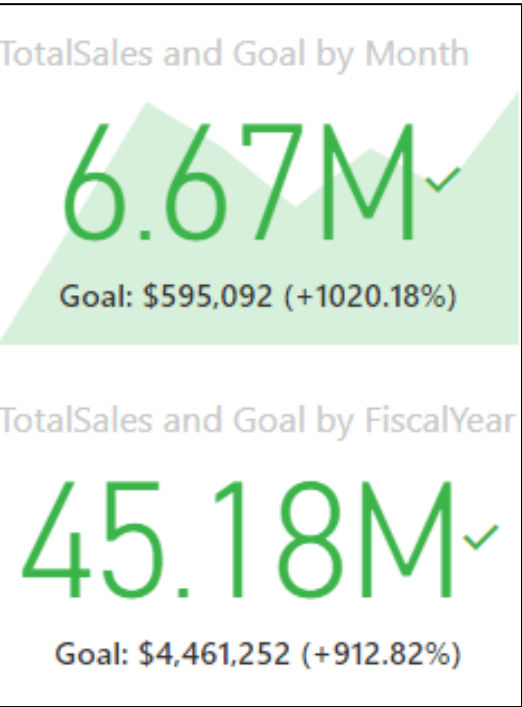 TotalSales and Goal by Month
6.67M✓
Goal: $595,092 (+1020.18%)
TotalSales and Goal by FiscalYear
45.18M✓
Goal: $4,461,252 (+912.82%)